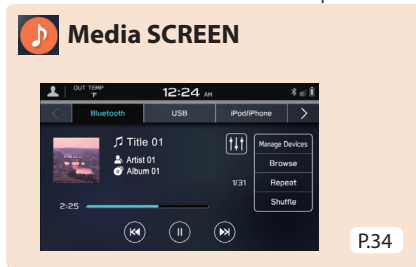 Media SCREEN
OUT TEMP
°F
12:24 AM
Bluetooth
USB
iPod/iPhone
Title 01
Artist 01
Album 01
Manage Devices
Browse
1/31
Repeat
Shuffle
2:25
P.34